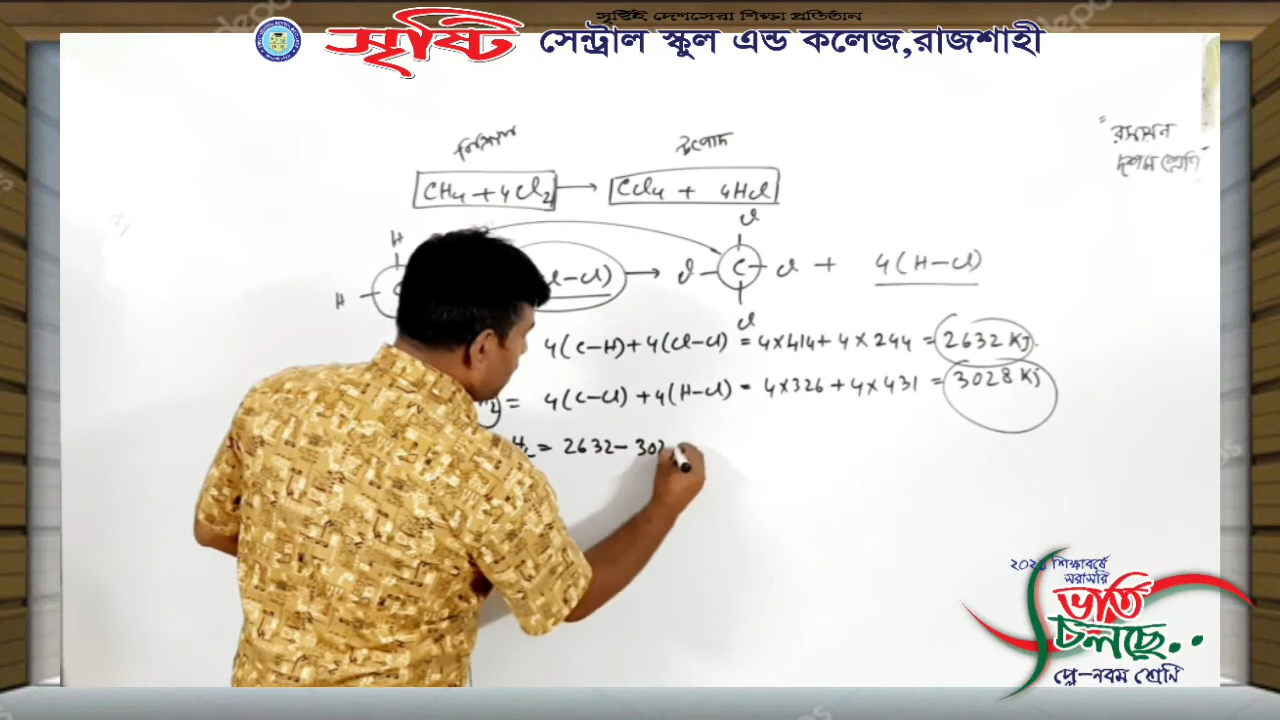 সৃষ্টিই দেশসেরা শিক্ষা প্রতিষ্ঠান
সৃষ্টি সেন্ট্রাল স্কুল এন্ড কলেজ,রাজশাহী
"রসায়ন
দশম শ্রেণি"
উৎপাদ
CH4 + 4Cl2 → CCl4 + 4HCl
H Cl
H C l–Cl) → Cl – C – Cl + 4(H–Cl)
Cl
4(C–H)+4(Cl–Cl) = 4×414+4×244 = 2632 KJ.
= 4(C–Cl)+4(H–Cl) = 4×326+4×431 = 3028 KJ
H2 = 2632–302
শিক্ষাবর্ষে
সরাসরি
ভর্তি
চলছে..
প্লে-নবম শ্রেণি